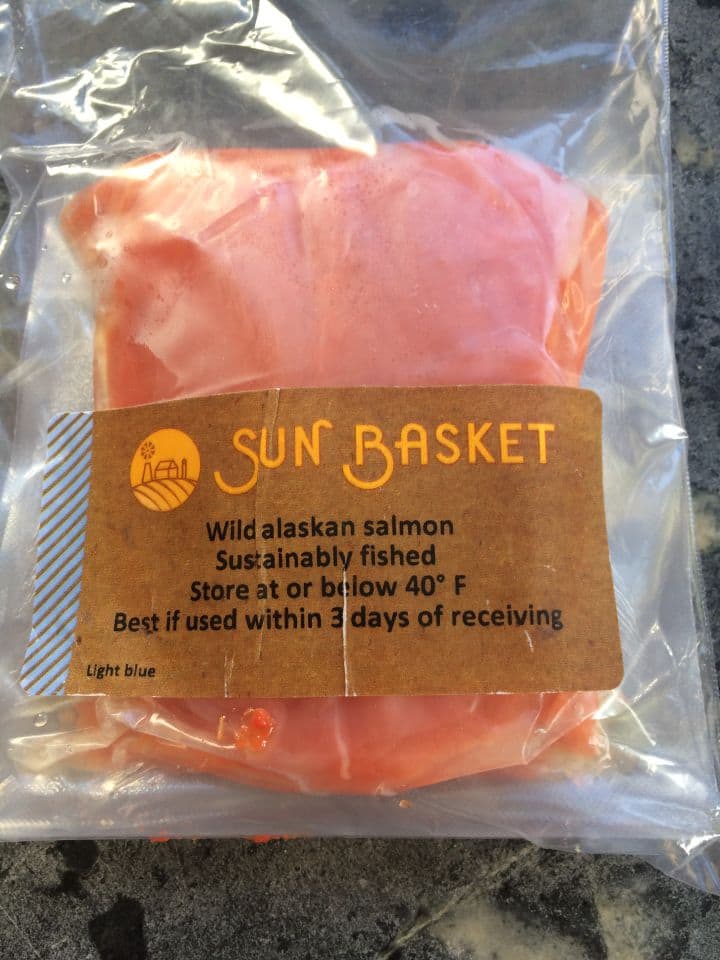 SUN BASKET
Wild alaskan salmon
Sustainably fished
Store at or below 40° F
Best if used within 3 days of receiving
Light blue